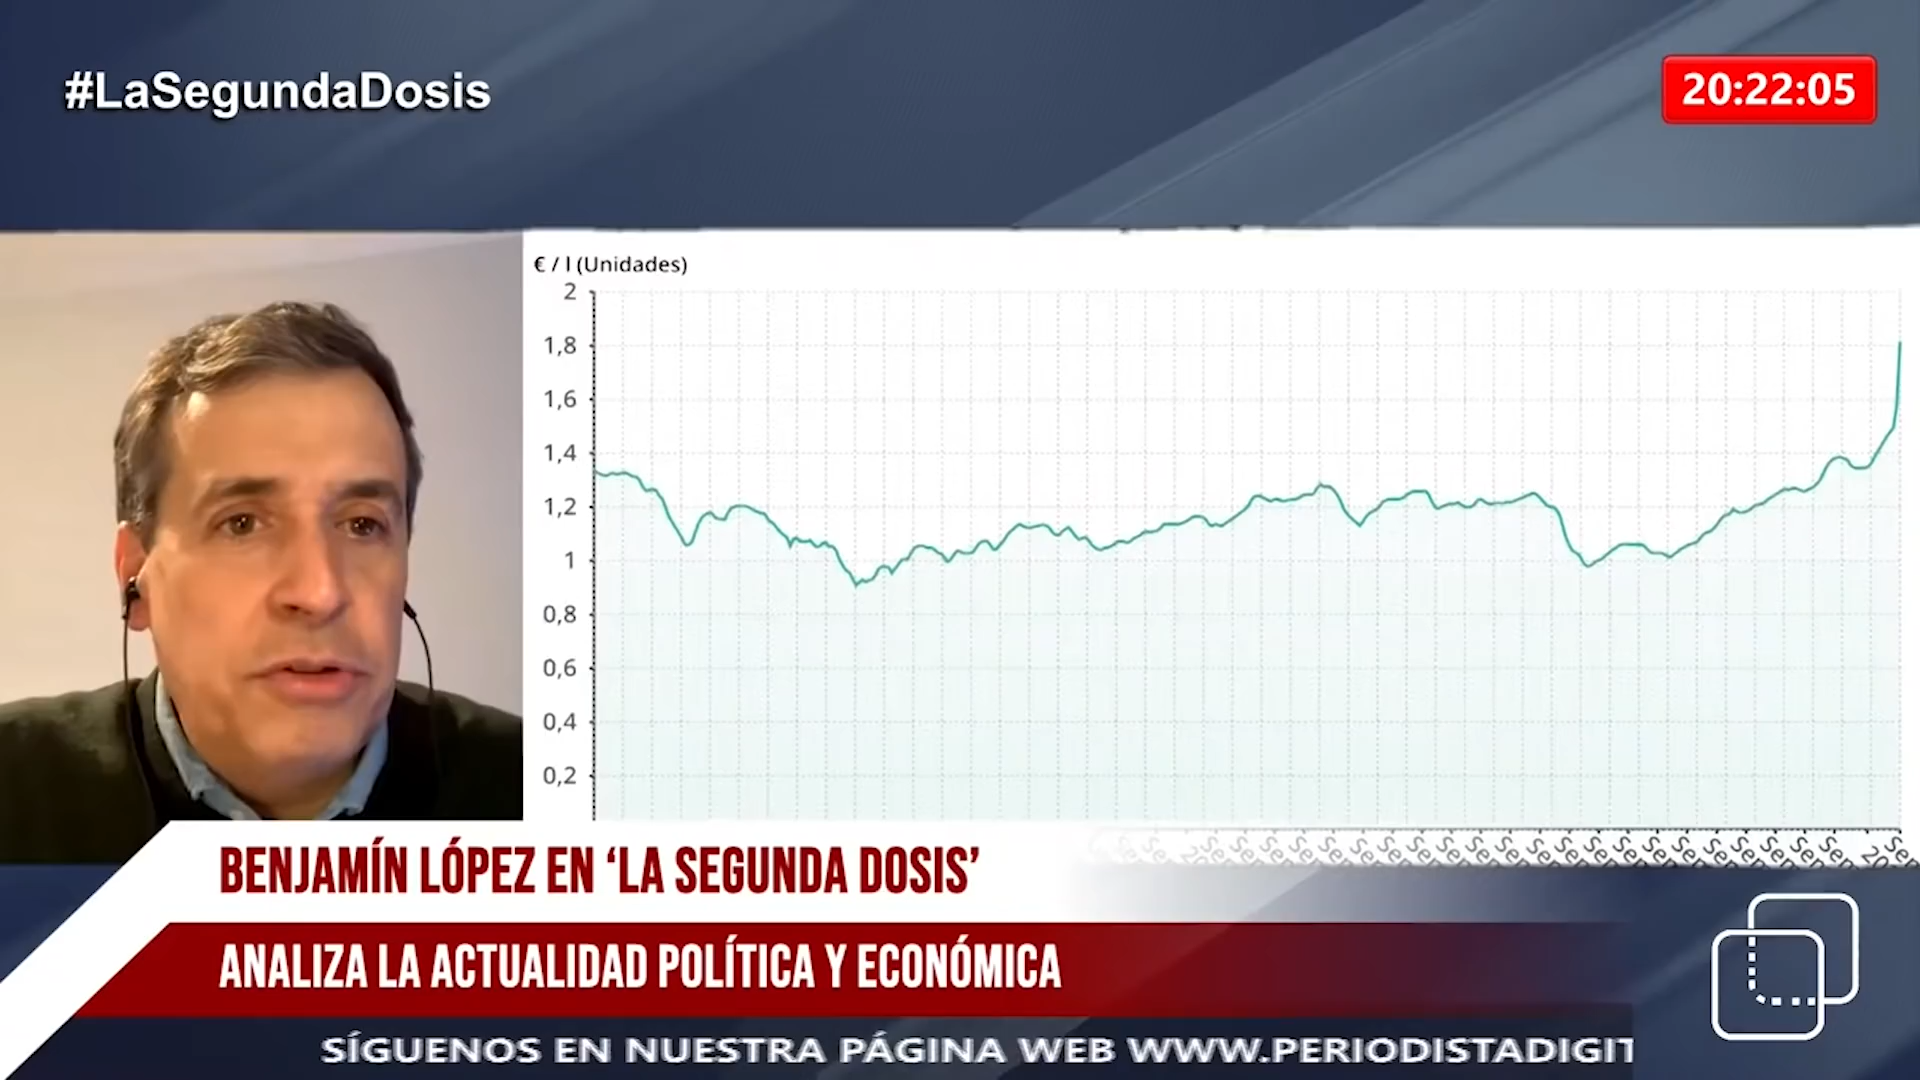 #LaSegundaDosis
20:22:05
€ / l (Unidades)
2
1,8
1,6
1,4
1,2
1
0,8
0,6
0,4
0,2
BENJAMÍN LÓPEZ EN ‘LA SEGUNDA DOSIS’
ANALIZA LA ACTUALIDAD POLÍTICA Y ECONÓMICA
SÍGUENOS EN NUESTRA PÁGINA WEB WWW.PERIODISTADIGIT